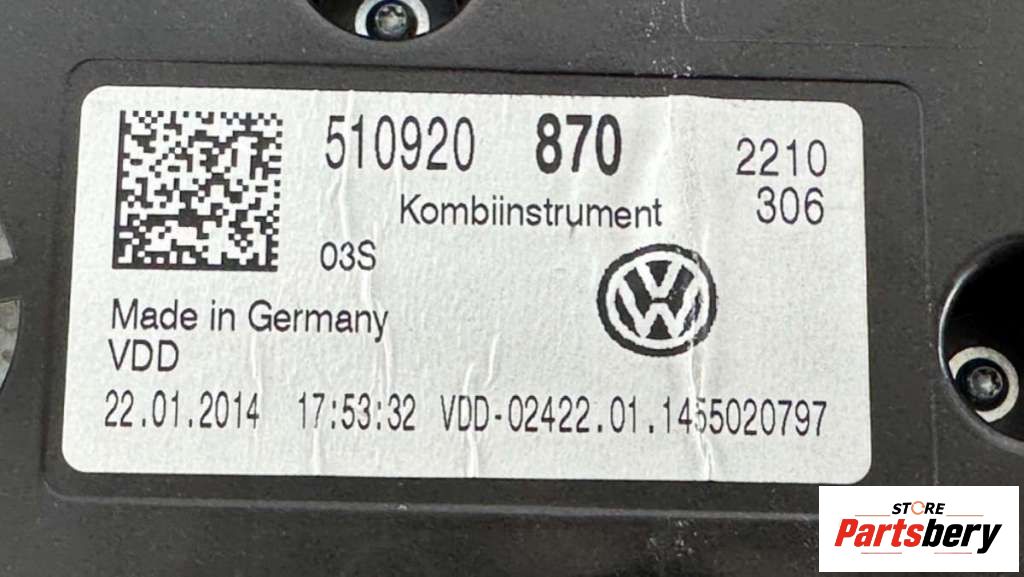 510920 870 2210
Kombiinstrument 306
03S
Made in Germany
VDD
22.01.2014 17:53:32 VDD-02422.01.1455020797
STORE
Partsbery